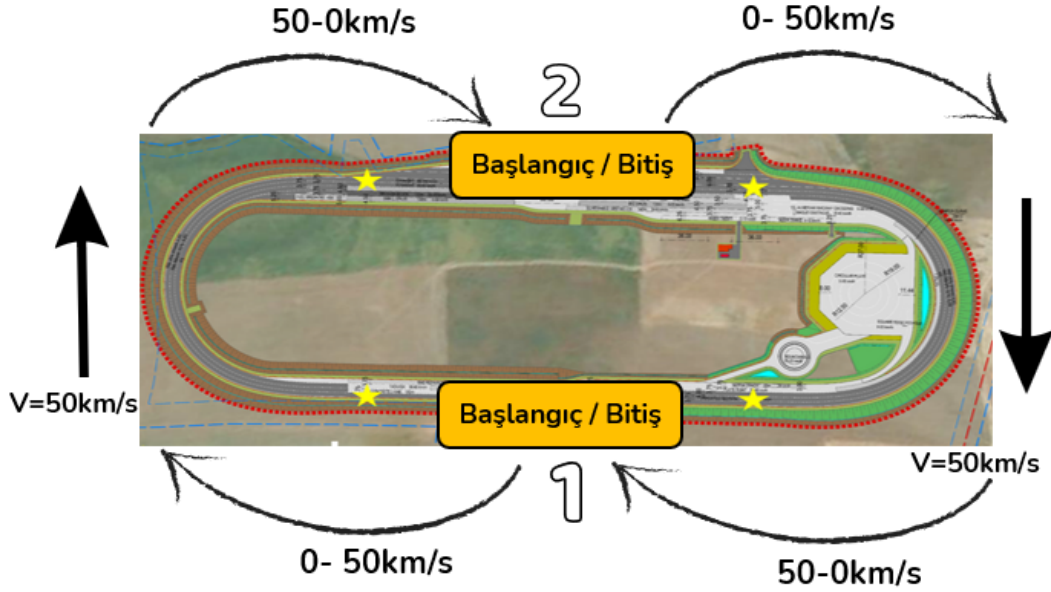 50-0km/s
0- 50km/s
2
Başlangıç / Bitiş
V=50km/s
Başlangıç / Bitiş
V=50km/s
1
0- 50km/s
50-0km/s